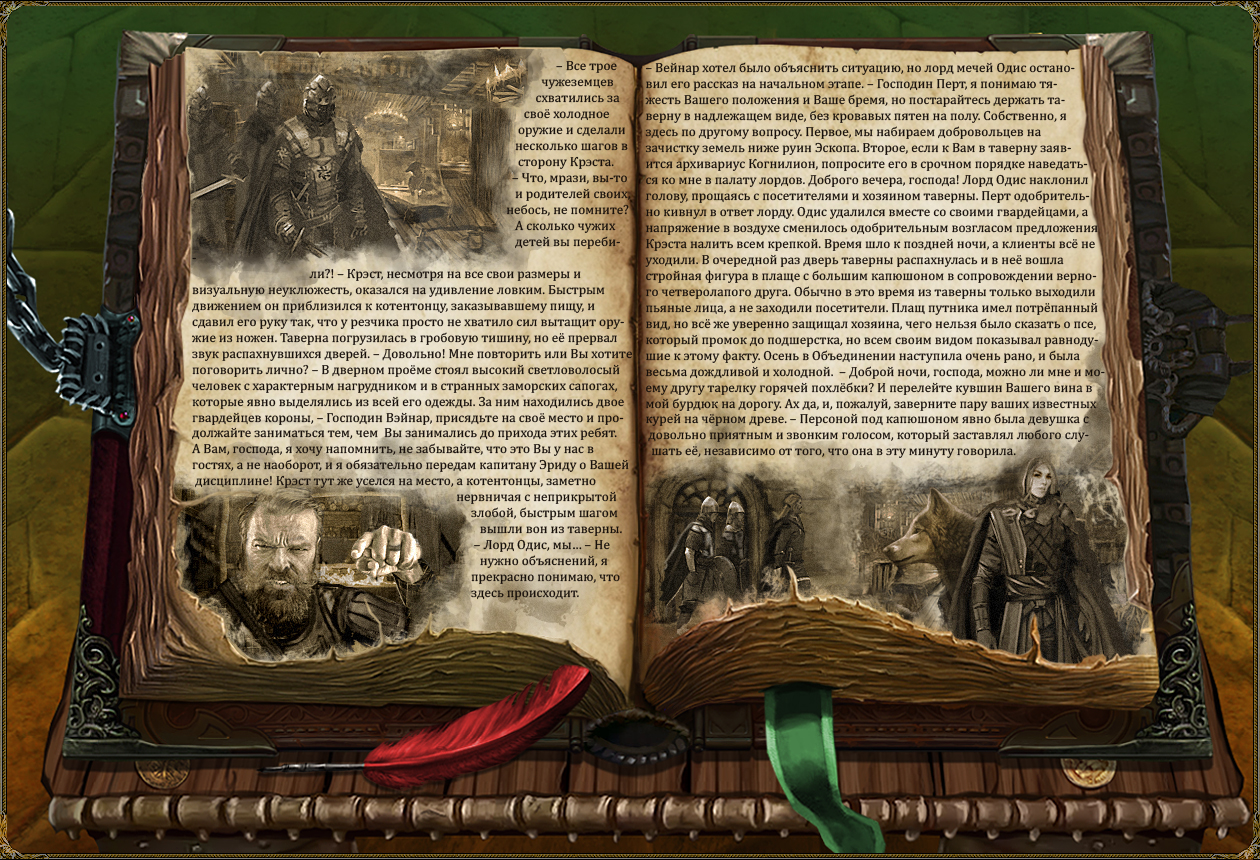 – Все трое
чужеземцев
схватились за
своё холодное
оружие и сделали
несколько шагов в
сторону Крэста.
– Что, мрази, вы-то
и родителей своих,
небось, не помните?
А сколько чужих
детей вы переби-
ли?! – Крэст, несмотря на все свои размеры и
визуальную неуклюжесть, оказался на удивление ловким. Быстрым
движением он приблизился к котентонцу, заказывавшему пищу, и
сдавил его руку так, что у резчика просто не хватило сил вытащит ору-
жие из ножен. Таверна погрузилась в гробовую тишину, но её прервал
звук распахнувшихся дверей. – Довольно! Мне повторить или Вы хотите
поговорить лично? – В дверном проёме стоял высокий светловолосый
человек с характерным нагрудником и в странных заморских сапогах,
которые явно выделялись из всей его одежды. За ним находились двое
гвардейцев короны, – Господин Вэйнар, присядьте на своё место и про-
должайте заниматься тем, чем Вы занимались до прихода этих ребят.
А Вам, господа, я хочу напомнить, не забывайте, что это Вы у нас в
гостях, а не наоборот, и я обязательно передам капитану Эриду о Вашей
дисциплине! Крэст тут же уселся на место, а котентонцы, заметно
нервничая с неприкрытой
злобой, быстрым шагом
вышли вон из таверны.
– Лорд Одис, мы... – Не
нужно объяснений, я
прекрасно понимаю, что
здесь происходит.
– Вейнар хотел было объяснить ситуацию, но лорд мечей Одис остано-
вил его рассказ на начальном этапе. – Господин Перт, я понимаю тя-
жесть Вашего положения и Ваше бремя, но постарайтесь держать та-
верну в надлежащем виде, без кровавых пятен на полу. Собственно, я
здесь по другому вопросу. Первое, мы набираем добровольцев на
зачистку земель ниже руин Эскопа. Второе, если к Вам в таверну заяв-
ится архивариус Когнилион, попросите его в срочном порядке наведать-
ся ко мне в палату лордов. Доброго вечера, господа! Лорд Одис наклонил
голову, прощаясь с посетителями и хозяином таверны. Перт одобритель-
но кивнул в ответ лорду. Одис удалился вместе со своими гвардейцами, а
напряжение в воздухе сменилось одобрительным возгласом предложения
Крэста налить всем крепкой. Время шло к поздней ночи, а клиенты всё не
уходили. В очередной раз дверь таверны распахнулась и в неё вошла
стройная фигура в плаще с большим капюшоном в сопровождении верно-
го четверолапого друга. Обычно в это время из таверны только выходили
пьяные лица, а не заходили посетители. Плащ путника имел потрёпанный
вид, но всё же уверенно защищал хозяина, чего нельзя было сказать о псе,
который промок до подшерстка, но всем своим видом показывал равноду-
шие к этому факту. Осень в Объединении наступила очень рано, и была
весьма дождливой и холодной. – Доброй ночи, господа, можно ли мне и мо-
ему другу тарелку горячей похлёбки? И перелейте кувшин Вашего вина в
мой бурдюк на дорогу. Ах да, и, пожалуй, заверните пару ваших известных
курей на чёрном древе. – Персоной под капюшоном явно была девушка с
довольно приятным и звонким голосом, который заставлял любого слу-
шать её, независимо от того, что она в эту минуту говорила.